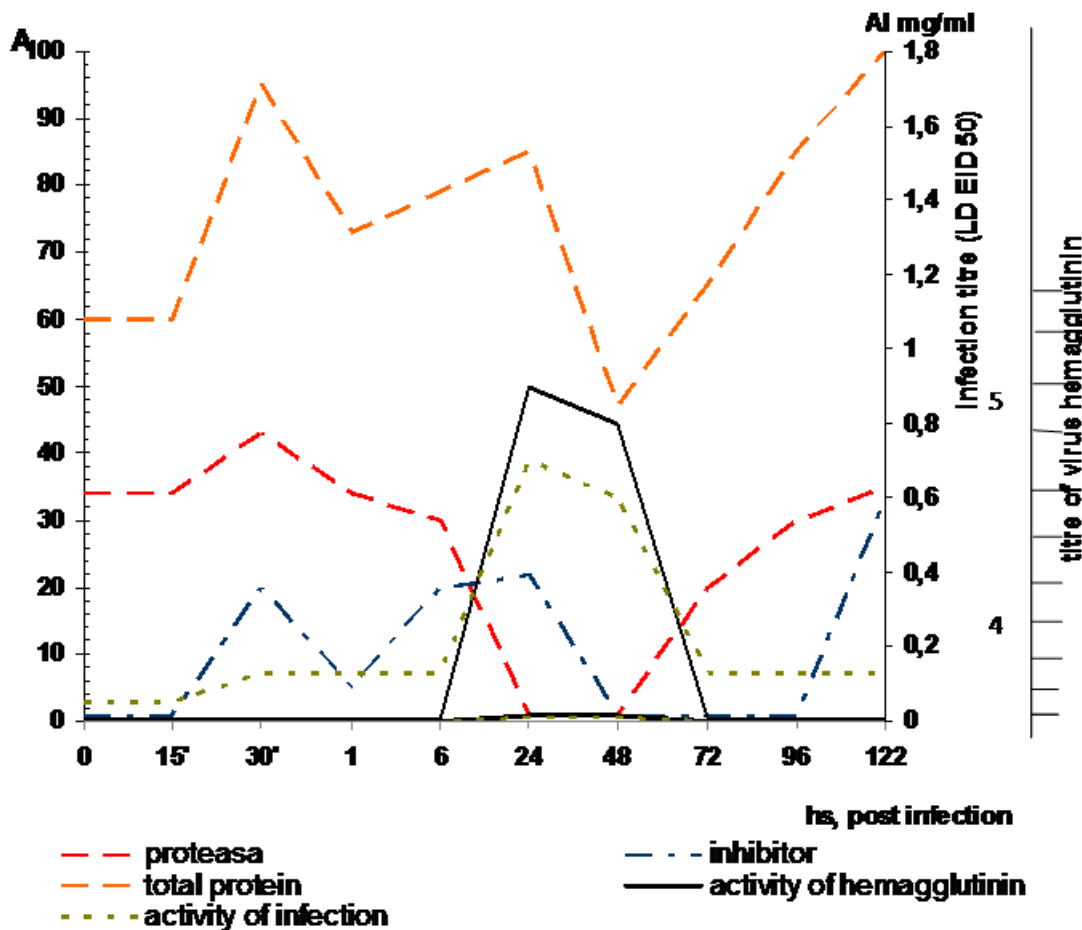 A
AI mg/ml
100
90
80
70
60
50
40
30
20
10
0
1,8
1,6
1,4
1,2
1
0,8
0,6
0,4
0,2
0
Infection titre (LD EID 50)
5
4
titre of virus hemagglutinin
0 15' 30" 1 6 24 48 72 96 122
hs, post infection
proteasa
inhibitor
total protein
activity of hemagglutinin
activity of infection